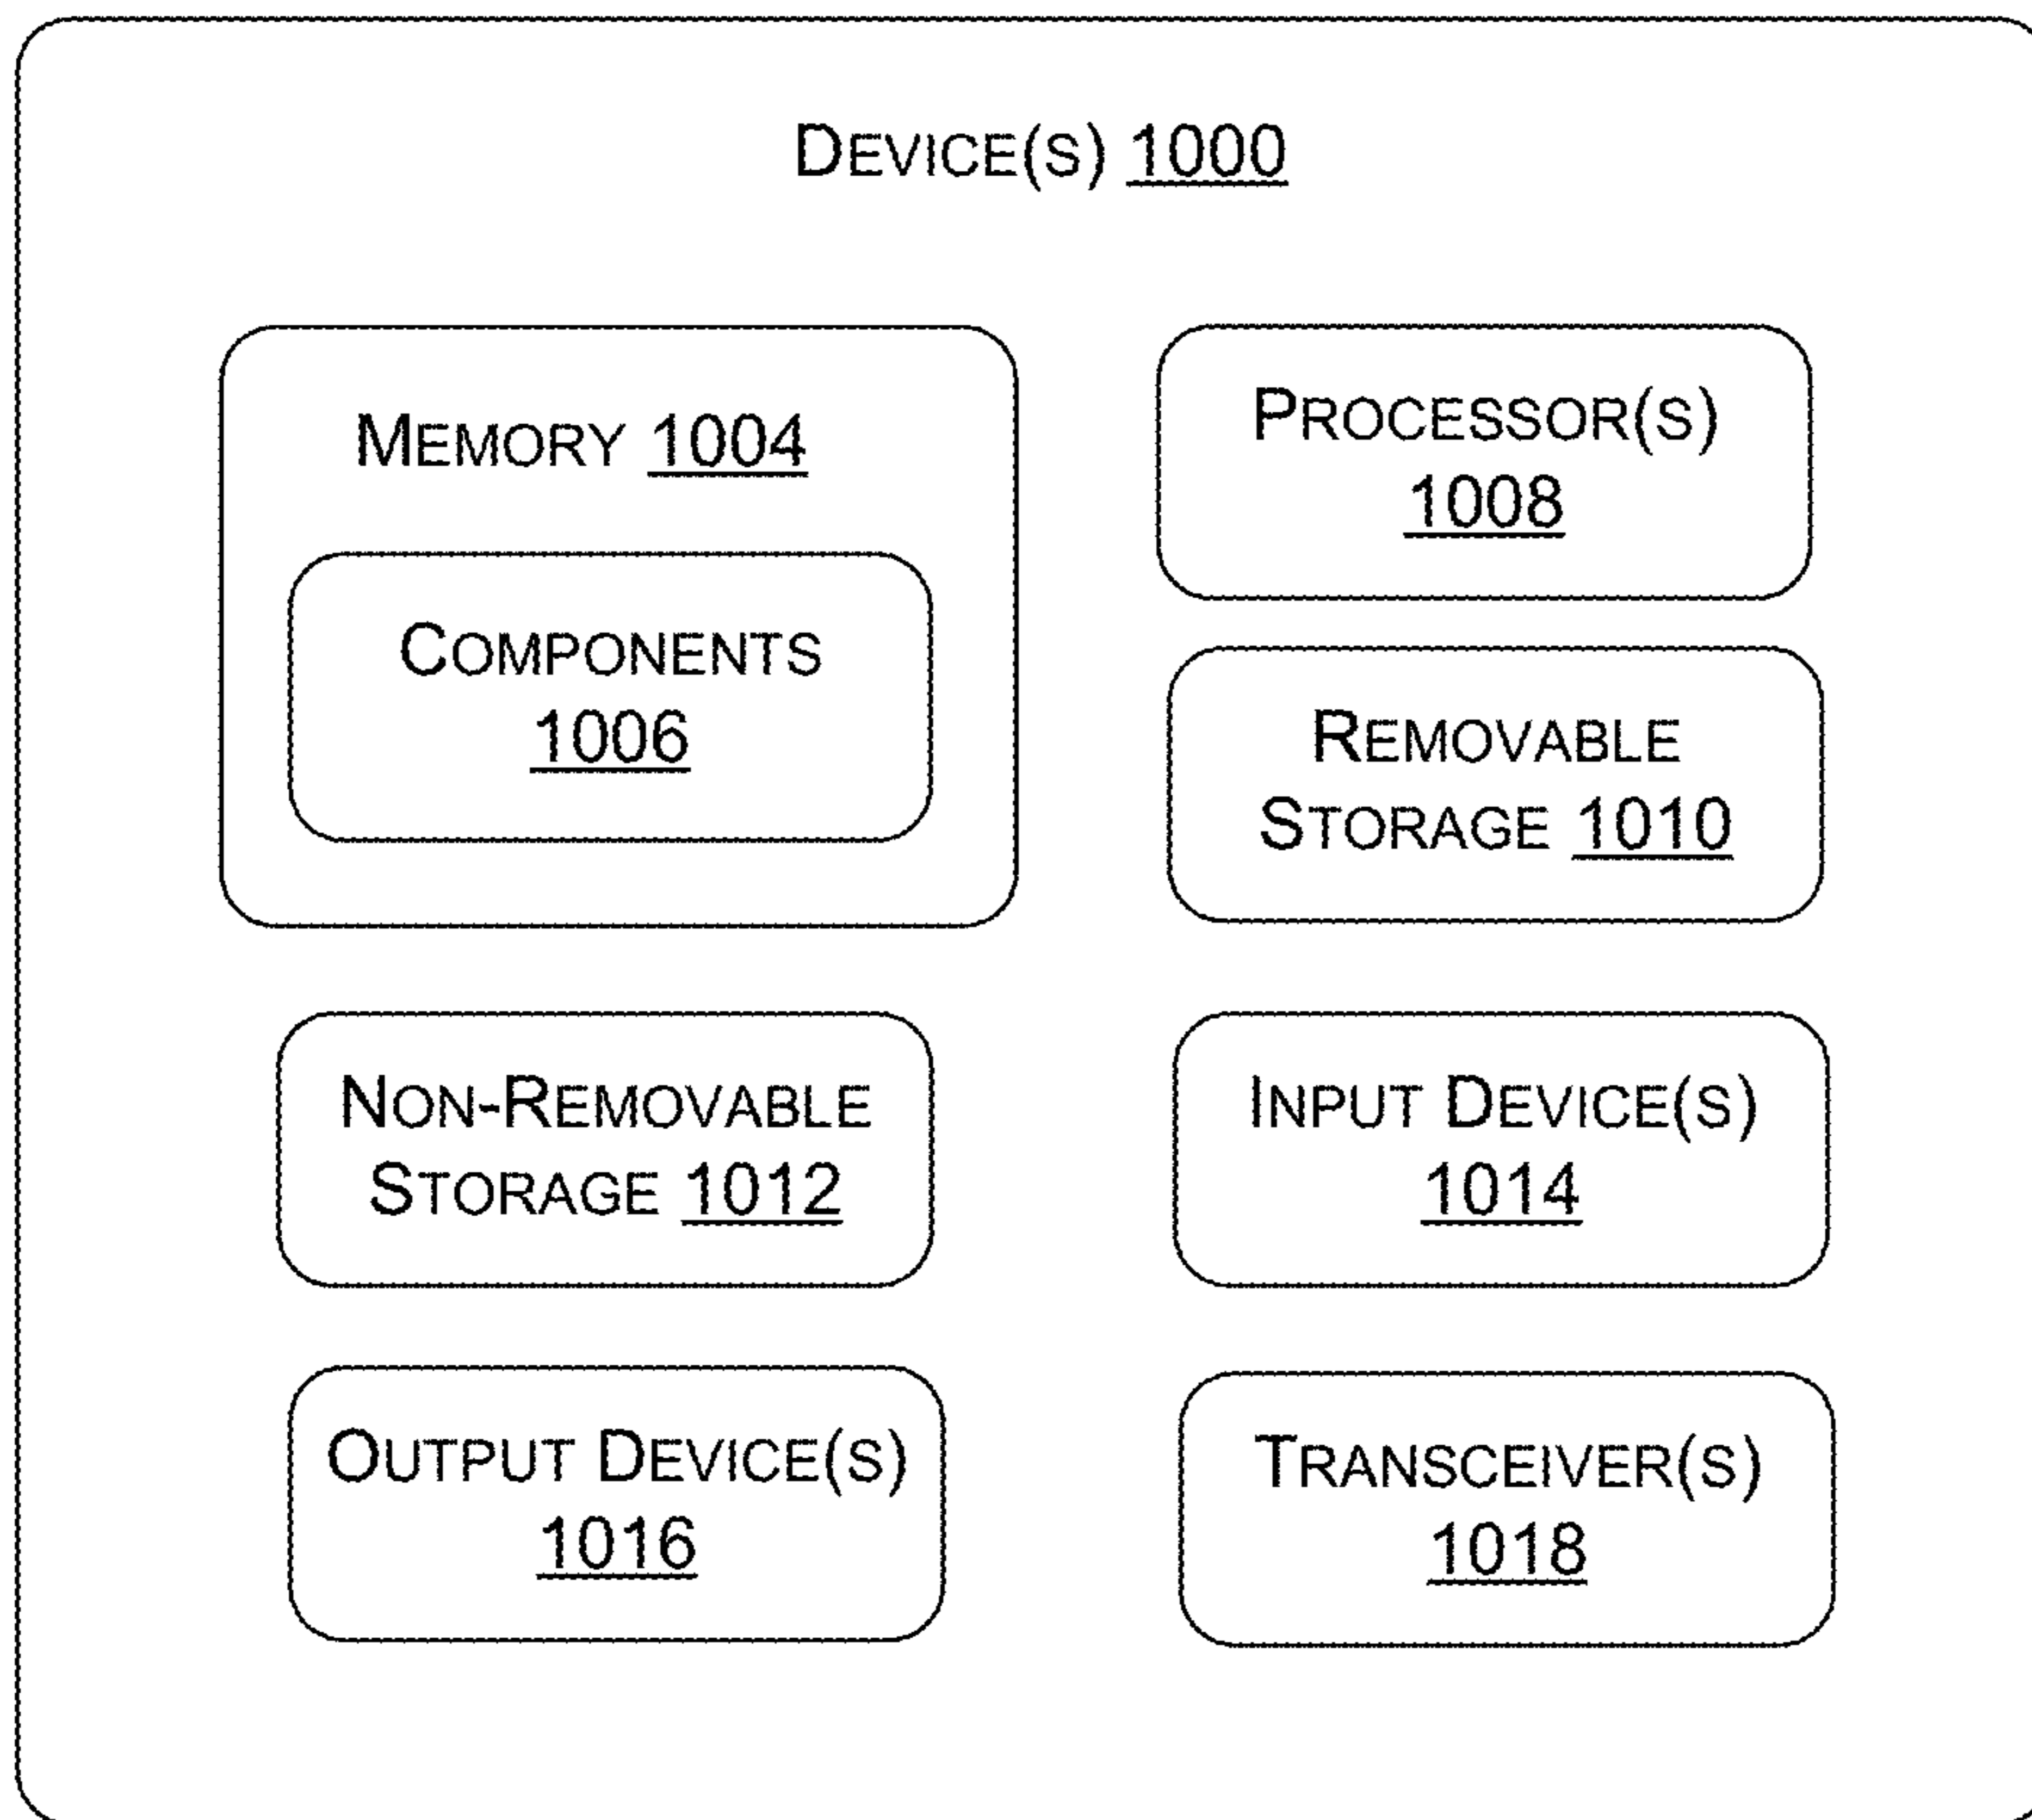 DEVICE(S) 1000
MEMORY 1004
COMPONENTS
1006
PROCESSOR(S)
1008
REMOVABLE
STORAGE 1010
NON-REMOVABLE
STORAGE 1012
INPUT DEVICE(S)
1014
OUTPUT DEVICE(S)
1016
TRANSCEIVER(S)
1018